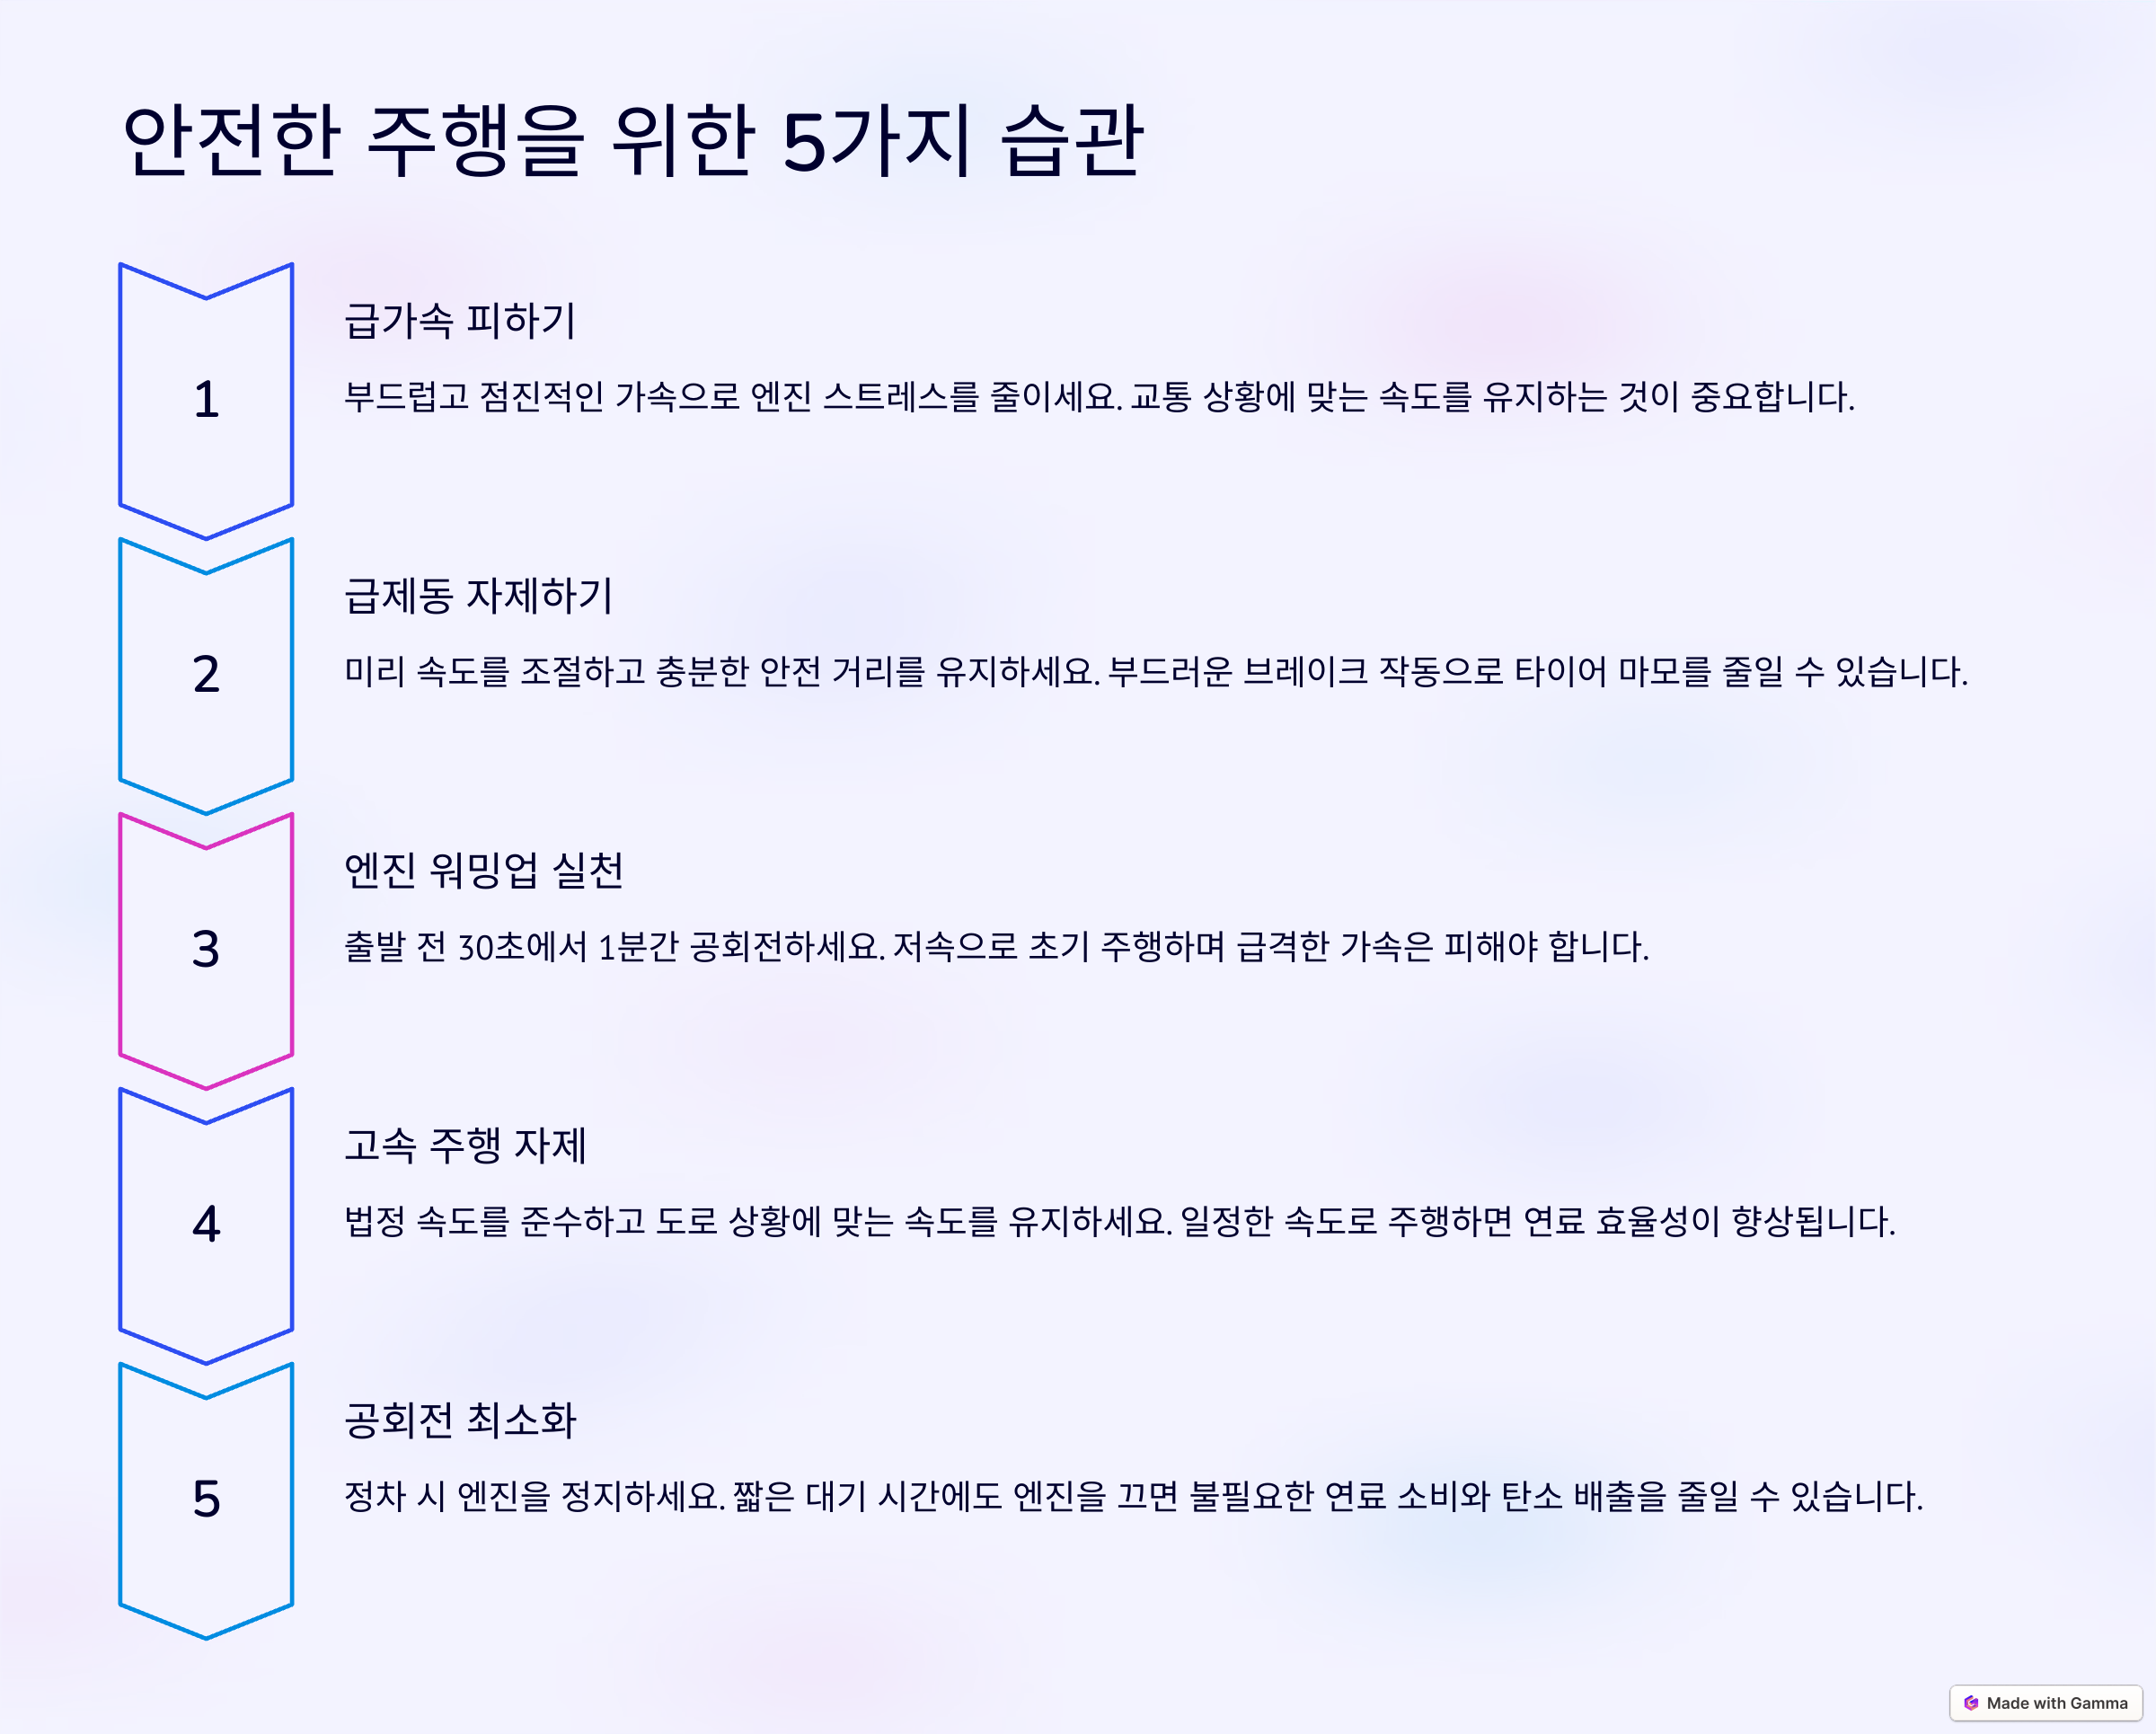 안전한 주행을 위한 5가지 습관
1
급가속 피하기
부드럽고 점진적인 가속으로 엔진 스트레스를 줄이세요. 교통 상황에 맞는 속도를 유지하는 것이 중요합니다.
2
급제동 자제하기
미리 속도를 조절하고 충분한 안전 거리를 유지하세요. 부드러운 브레이크 작동으로 타이어 마모를 줄일 수 있습니다.
3
엔진 워밍업 실천
출발 전 30초에서 1분간 공회전하세요. 저속으로 초기 주행하며 급격한 가속은 피해야 합니다.
4
고속 주행 자제
법정 속도를 준수하고 도로 상황에 맞는 속도를 유지하세요. 일정한 속도로 주행하면 연료 효율성이 향상됩니다.
5
공회전 최소화
정차 시 엔진을 정지하세요. 짧은 대기 시간에도 엔진을 끄면 불필요한 연료 소비와 탄소 배출을 줄일 수 있습니다.
Made with Gamma